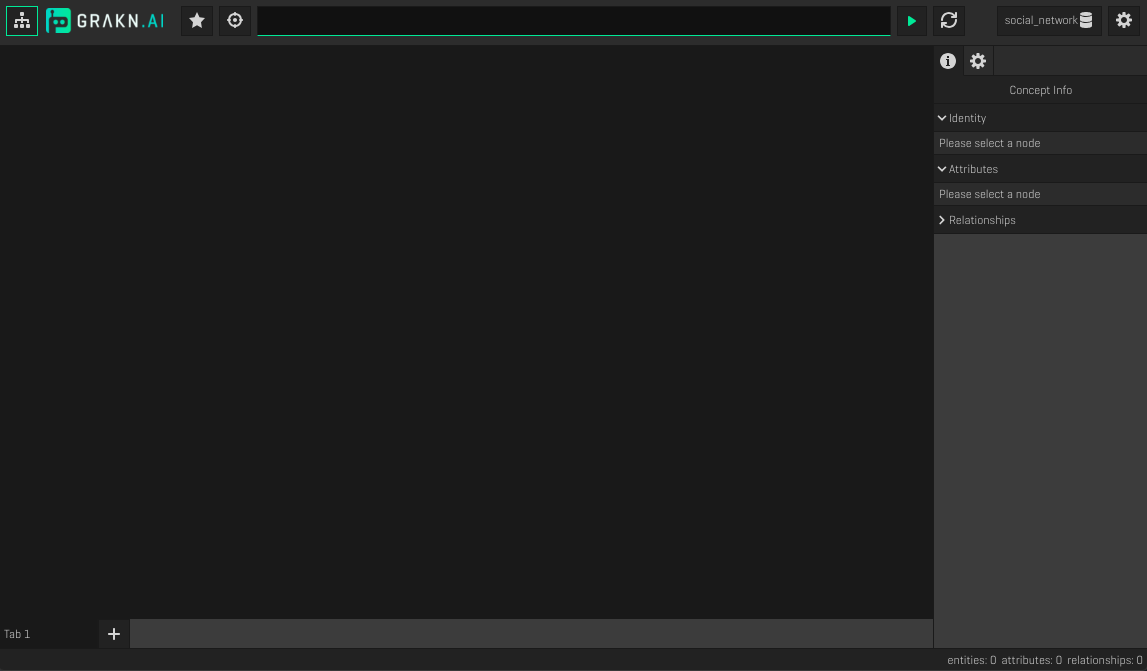 GRAKN.AI
social_network
Concept Info
Identity
Please select a node
Attributes
Please select a node
Relationships
Tab 1
entities: 0 attributes: 0 relationships: 0